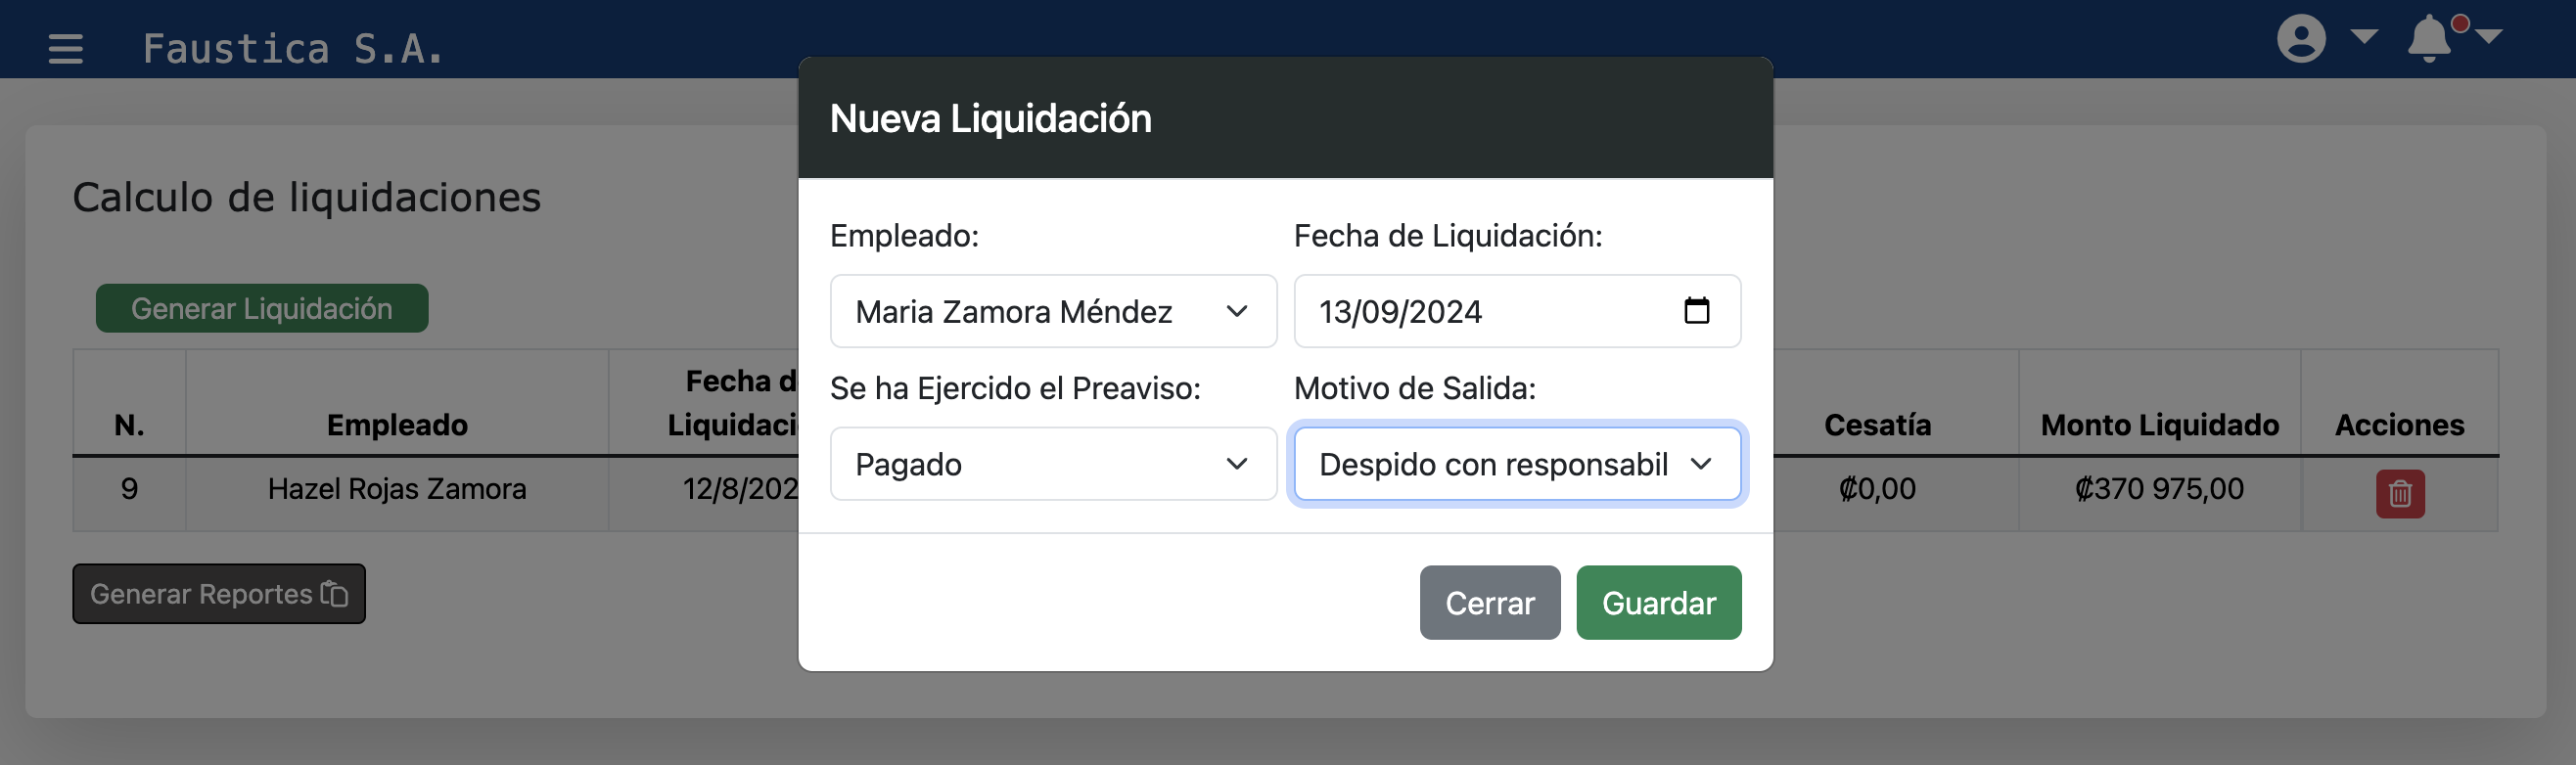 Faustica S.A.
Nueva Liquidación
Calculo de liquidaciones
Empleado:
Fecha de Liquidación:
Maria Zamora Méndez
13/09/2024
Se ha Ejercido el Preaviso:
Motivo de Salida:
Pagado
Despido con responsabil
Cerrar
Guardar
Generar Liquidación
N.
Empleado
Fecha d
Liquidaci
Cesatía
Monto Liquidado
Acciones
9
Hazel Rojas Zamora
12/8/202
₡0,00
₡370 975,00
Generar Reportes